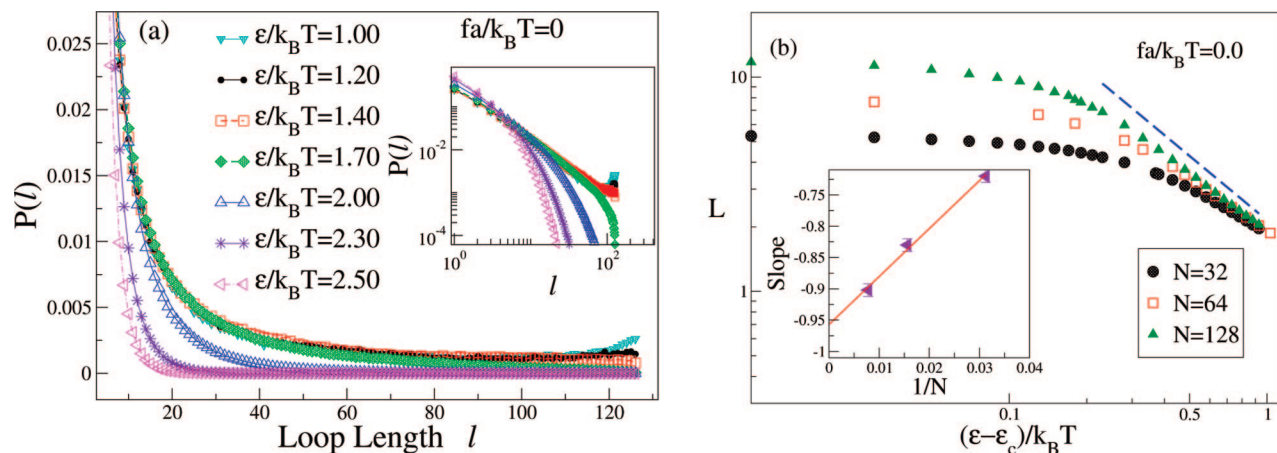 (a)
fa/k_BT=0
ε/k_BT=1.00
ε/k_BT=1.20
ε/k_BT=1.40
ε/k_BT=1.70
ε/k_BT=2.00
ε/k_BT=2.30
ε/k_BT=2.50
P(l)
0.025
0.02
0.015
0.01
0.005
0
20
40
60
80
100
120
Loop Length l
P(l)
10^-2
10^-4
10^0
10^2
l
(b)
fa/k_BT=0.0
L
10
1
0.1
0.5
1
(ε-ε_c)/k_BT
N=32
N=64
N=128
Slope
-0.75
-0.8
-0.85
-0.9
-0.95
-1
0
0.01
0.02
0.03
0.04
1/N